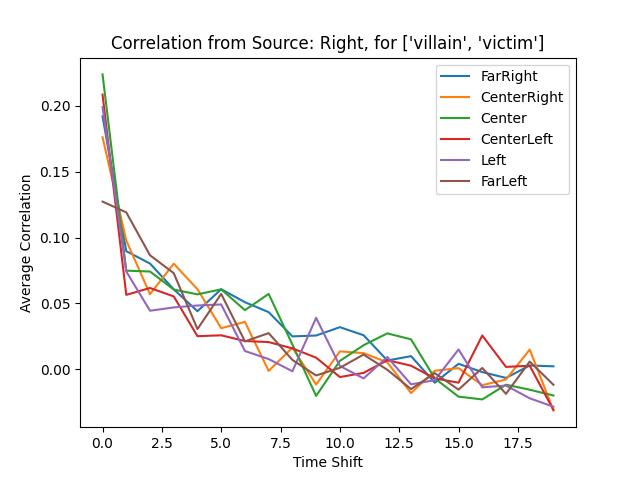 Correlation from Source: Right, for ['villain', 'victim']
FarRight
CenterRight
Center
CenterLeft
Left
FarLeft
Average Correlation
0.20
0.15
0.10
0.05
0.00
0.0 2.5 5.0 7.5 10.0 12.5 15.0 17.5
Time Shift